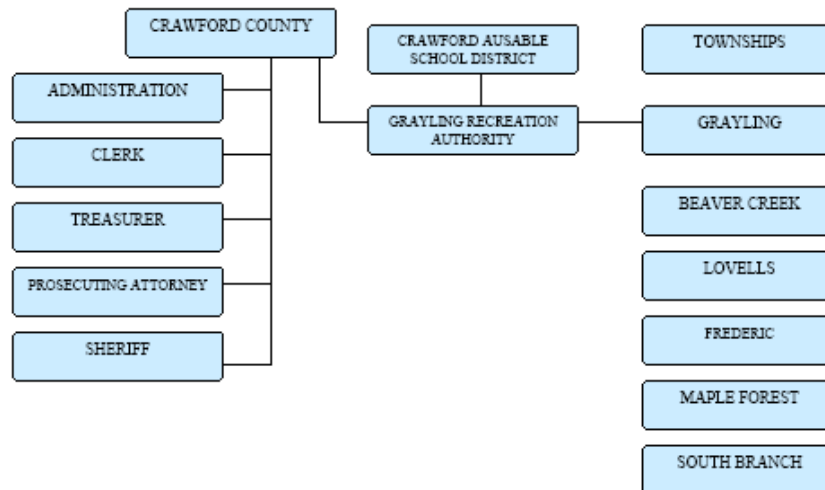 CRAWFORD COUNTY
ADMINISTRATION
CLERK
TREASURER
PROSECUTING ATTORNEY
SHERIFF
CRAWFORD AUSABLE
SCHOOL DISTRICT
GRAYLING RECREATION
AUTHORITY
TOWNSHIPS
GRAYLING
BEAVER CREEK
LOVELLS
FREDERIC
MAPLE FOREST
SOUTH BRANCH